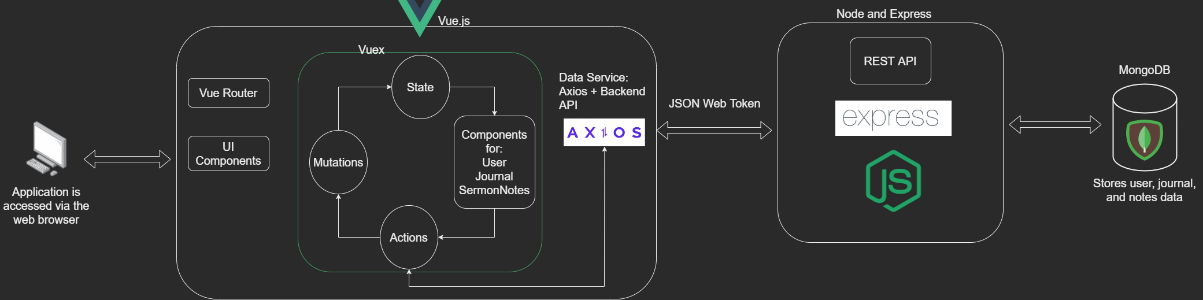 Vue.js
Node and Express
Vuex
REST API
MongoDB
State
Data Service:
Axios + Backend
API
Vue Router
JSON Web Token
AXIOS
express
Components
for:
User
Journal
SermonNotes
UI
Components
Mutations
JS
Application is
accessed via the
web browser
Stores user, journal,
and notes data
Actions